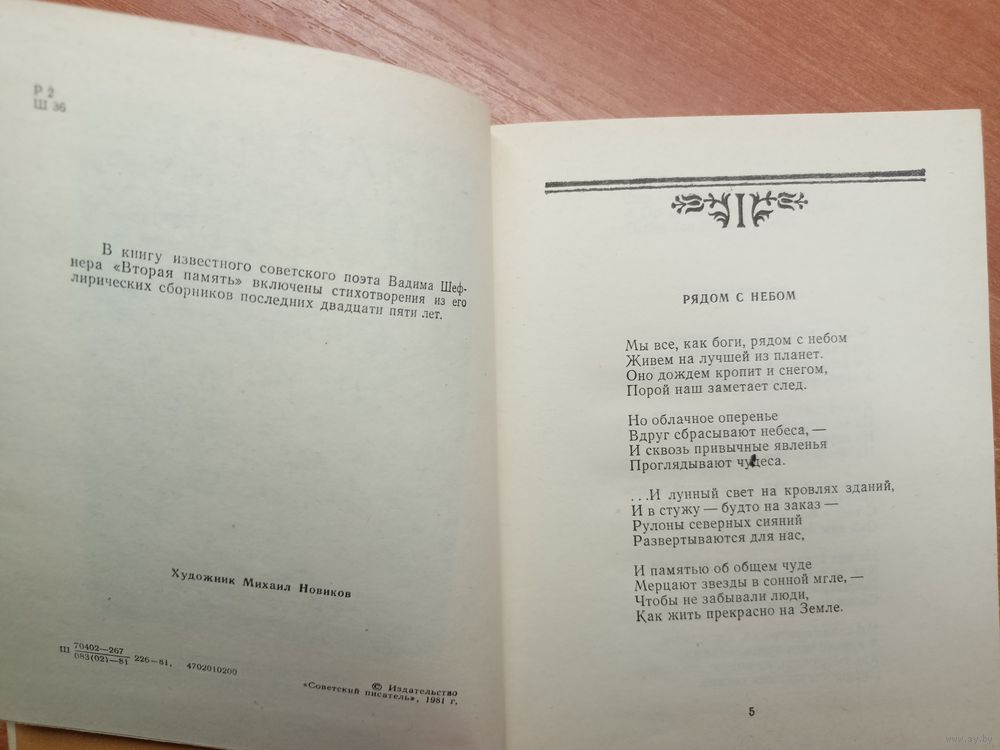 Р 2
Ш 36
В книгу известного советского поэта Вадима Шеф-
нера «Вторая память» включены стихотворения из его
лирических сборников последних двадцати пяти лет.
Художник Михаил Новиков
Ш 70402—267
083(02)—81 226—81. 4702010200
© Издательство
«Советский писатель», 1981 г.
I
РЯДОМ С НЕБОМ
Мы все, как боги, рядом с небом
Живем на лучшей из планет.
Оно дождем кропит и снегом,
Порой наш заметает след.
Но облачное оперенье
Вдруг сбрасывают небеса, —
И сквозь привычные явленья
Проглядывают чудеса.
...И лунный свет на кровлях зданий,
И в стужу — будто на заказ —
Рулоны северных сияний
Развертываются для нас,
И памятью об общем чуде
Мерцают звезды в сонной мгле, —
Чтобы не забывали люди,
Как жить прекрасно на Земле.
5
www.ay.by